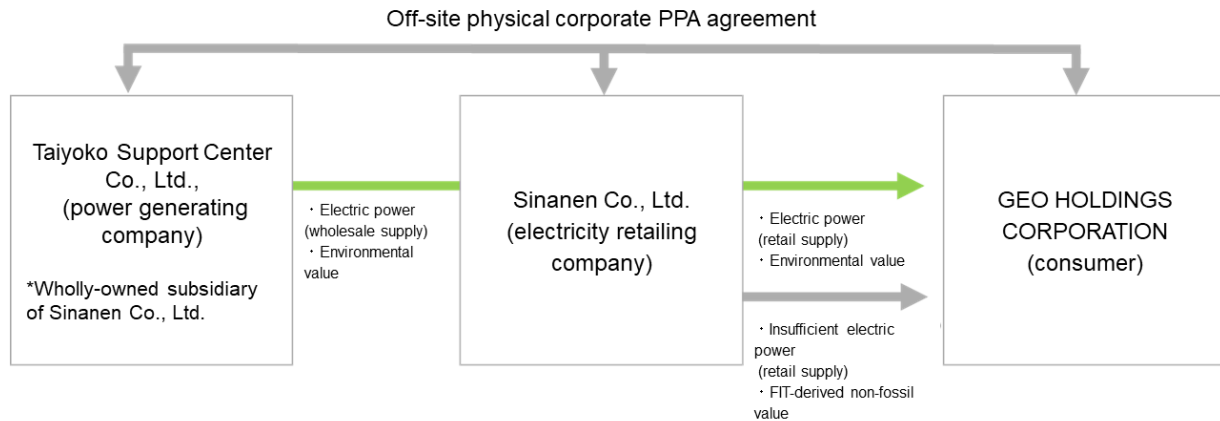 Off-site physical corporate PPA agreement
Taiyoko Support Center
Co., Ltd.,
(power generating
company)
*Wholly-owned subsidiary
of Sinanen Co., Ltd.
・Electric power
(wholesale supply)
・Environmental
value
Sinanen Co., Ltd.
(electricity retailing
company)
・Electric power
(retail supply)
・Environmental value
・Insufficient electric
power
(retail supply)
・FIT-derived non-fossil
value
GEO HOLDINGS
CORPORATION
(consumer)